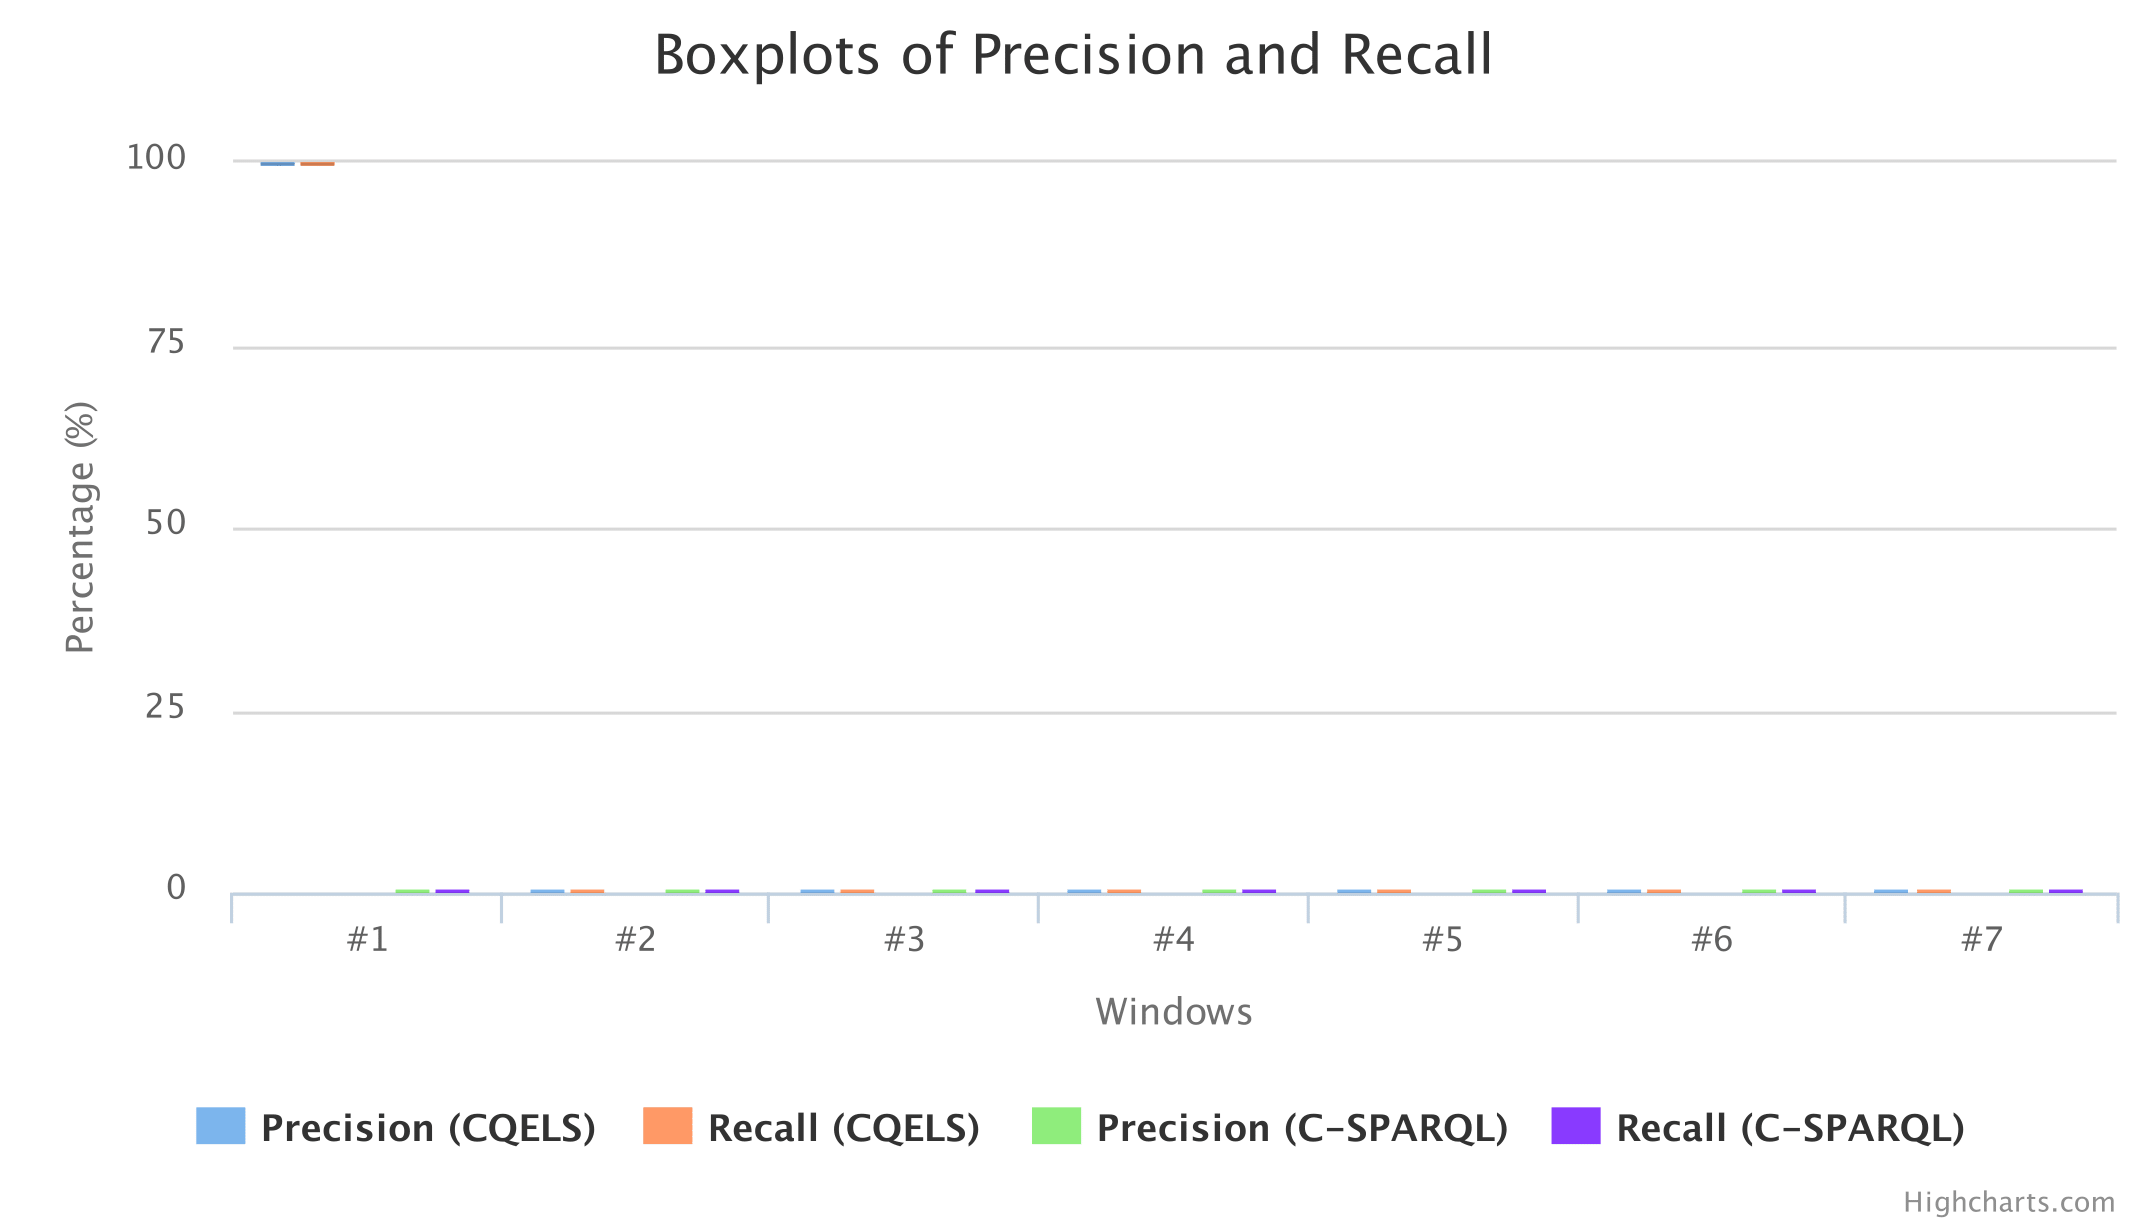 Boxplots of Precision and Recall
100
75
50
25
0
Percentage (%)
#1 #2 #3 #4 #5 #6 #7
Windows
Precision (CQELS) Recall (CQELS) Precision (C-SPARQL) Recall (C-SPARQL)
Highcharts.com